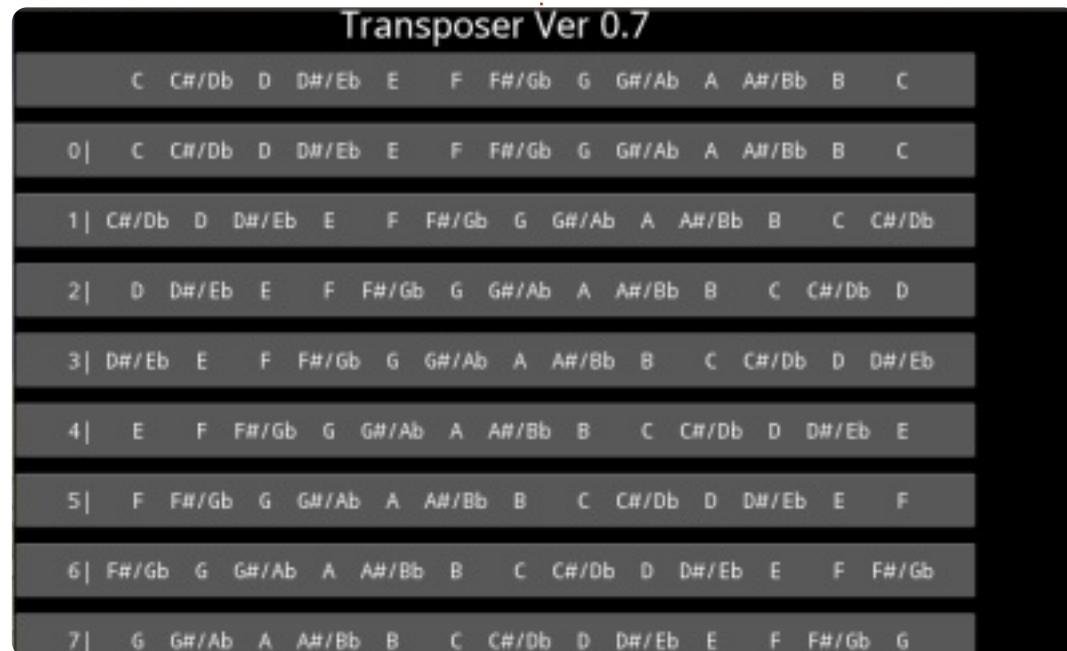 Transposer Ver 0.7
C C#/Db D D#/Eb E F F#/Gb G G#/Ab A A#/Bb B C
0| C C#/Db D D#/Eb E F F#/Gb G G#/Ab A A#/Bb B C
1| C#/Db D D#/Eb E F F#/Gb G G#/Ab A A#/Bb B C C#/Db
2| D D#/Eb E F F#/Gb G G#/Ab A A#/Bb B C C#/Db D
3| D#/Eb E F F#/Gb G G#/Ab A A#/Bb B C C#/Db D D#/Eb
4| E F F#/Gb G G#/Ab A A#/Bb B C C#/Db D D#/Eb E
5| F F#/Gb G G#/Ab A A#/Bb B C C#/Db D D#/Eb E F
6| F#/Gb G G#/Ab A A#/Bb B C C#/Db D D#/Eb E F F#/Gb
7| G G#/Ab A A#/Bb B C C#/Db D D#/Eb E F F#/Gb G